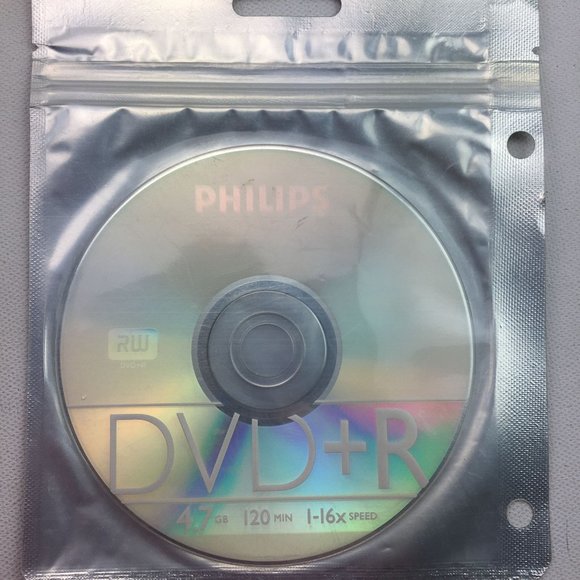 PHILIPS
RW
DVD+R
DVD+R
4.7 GB 120 MIN 1-16x SPEED